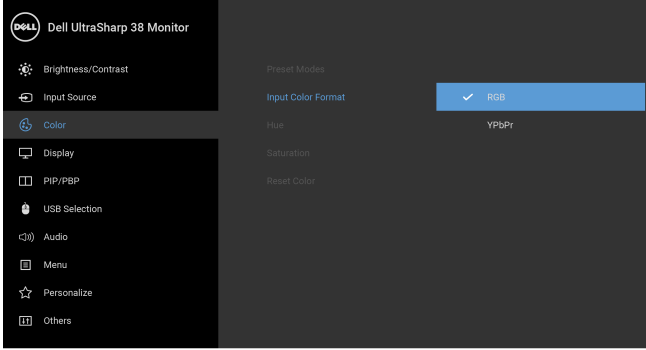 DELL Dell UltraSharp 38 Monitor
Brightness/Contrast
Preset Modes
Input Source
Input Color Format
RGB
Color
Hue
YPbPr
Display
Saturation
PIP/PBP
Reset Color
USB Selection
Audio
Menu
Personalize
Others